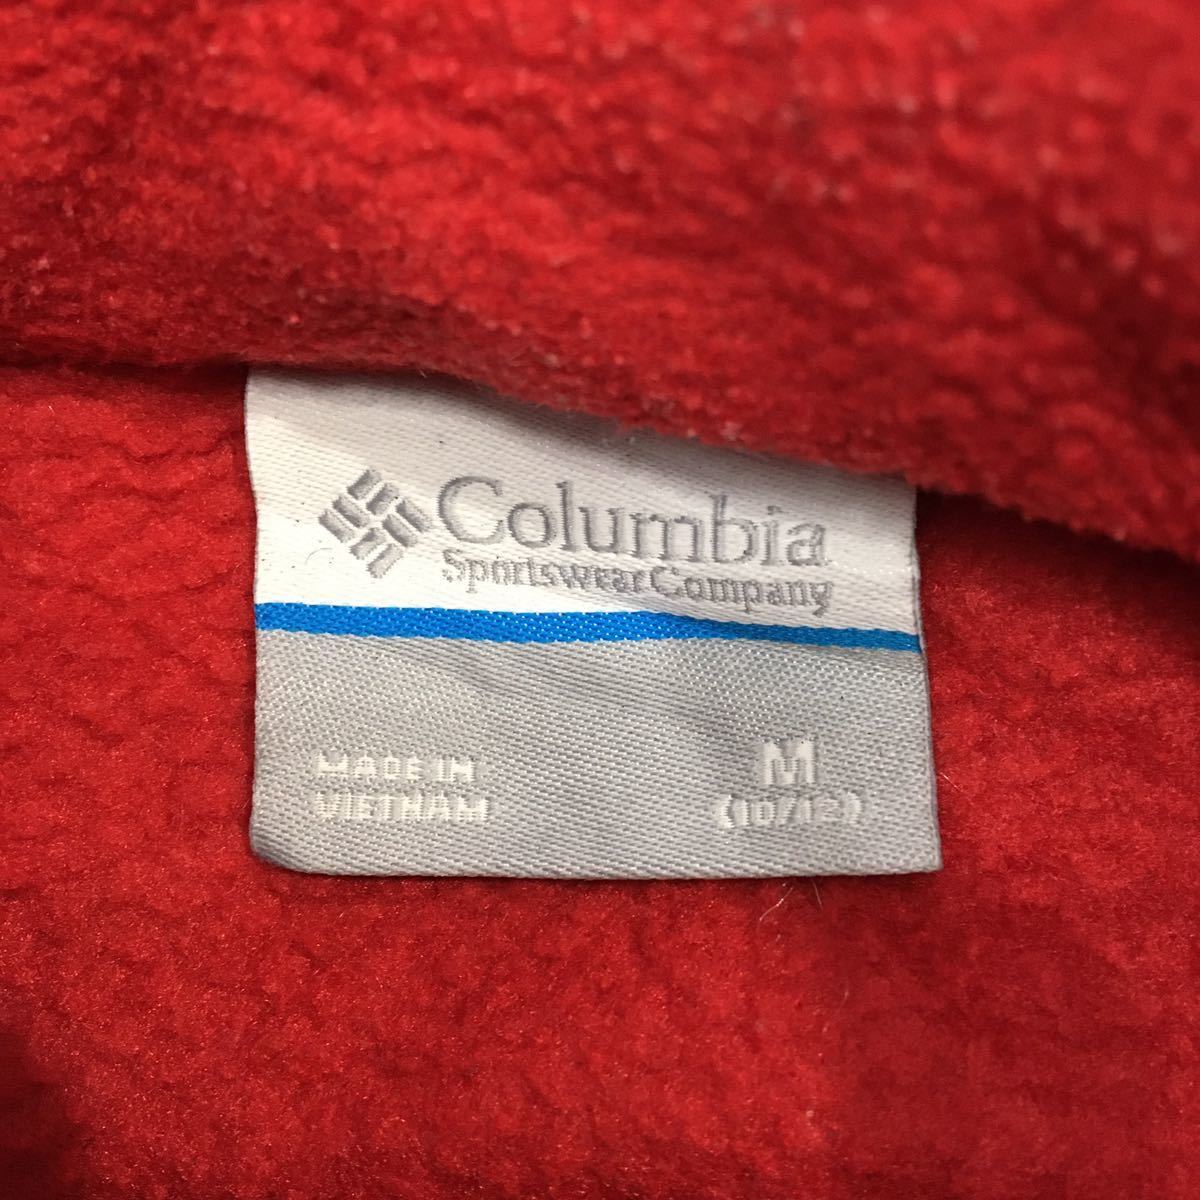 Columbia
Sportswear Company
MADE IN
VIETNAM
M
(10/12)